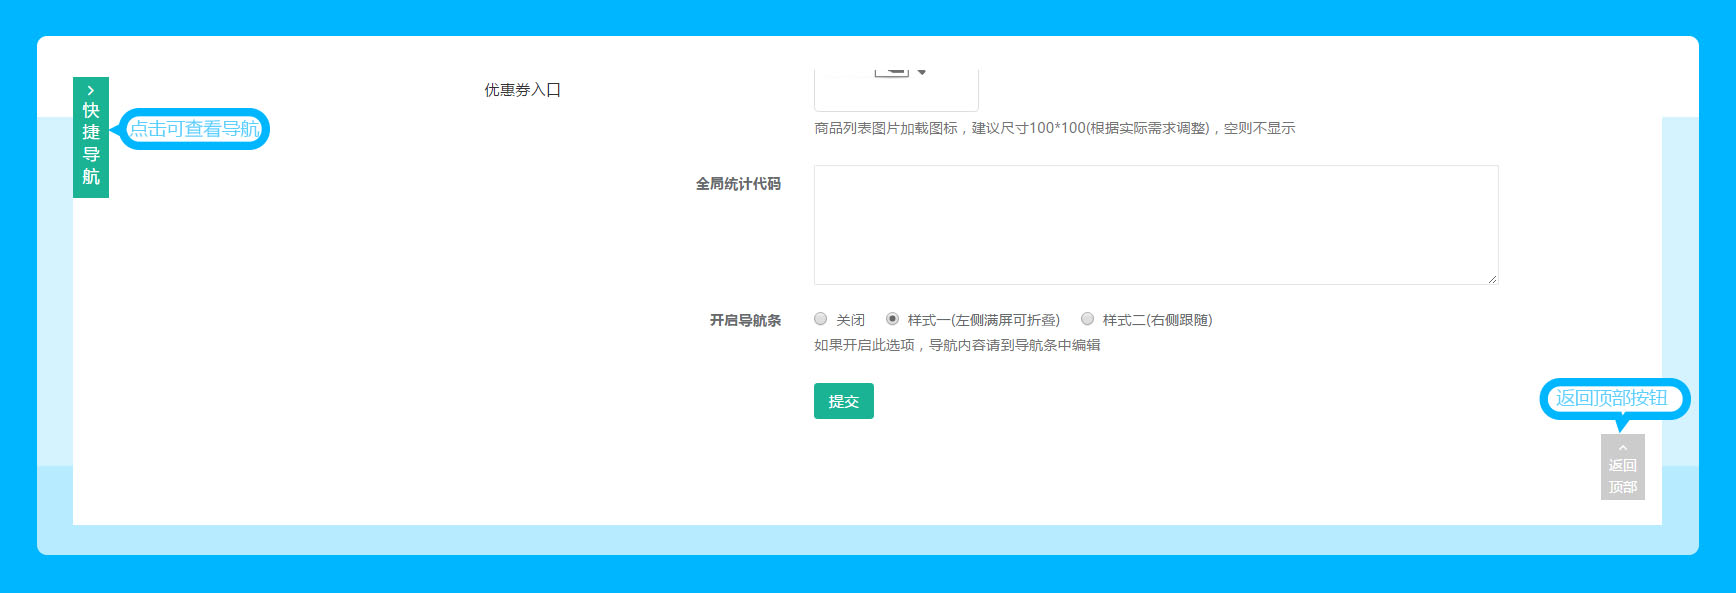 快捷导航
点击可查看导航
优惠券入口
商品列表图片加载图标，建议尺寸100*100(根据实际需求调整)，空则不显示
全局统计代码
开启导航条
关闭 样式一(左侧满屏可折叠) 样式二(右侧跟随)
如果开启此选项，导航内容请到导航条中编辑
提交
返回顶部按钮
返回
顶部